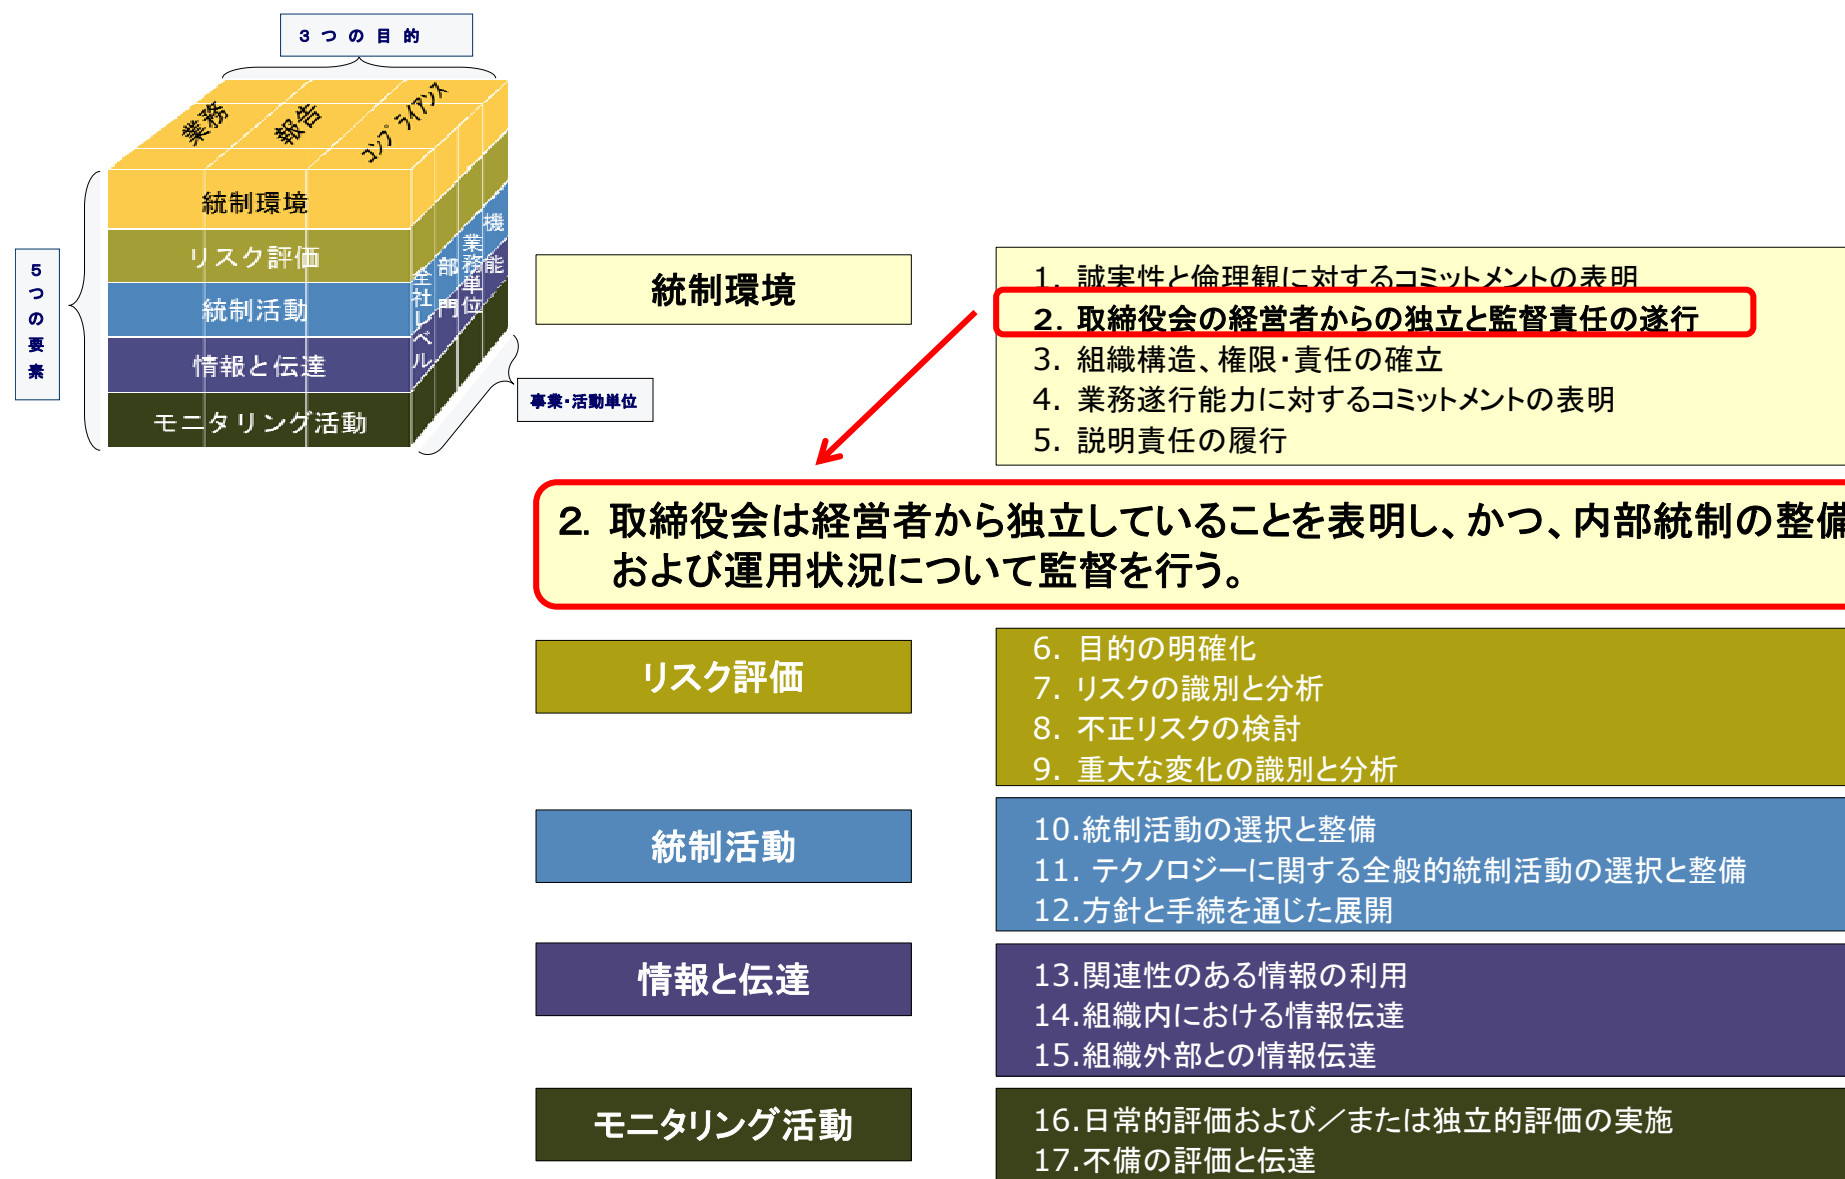 3つの目的
業務
報告
コンプライアンス
統制環境
リスク評価
統制活動
情報と伝達
モニタリング活動
全社レベル
部門
業務単位
機能
5つの要素
事業・活動単位
統制環境
1. 誠実性と倫理観に対するコミットメントの表明
2. 取締役会の経営者からの独立と監督責任の遂行
3. 組織構造、権限・責任の確立
4. 業務遂行能力に対するコミットメントの表明
5. 説明責任の履行
2. 取締役会は経営者から独立していることを表明し、かつ、内部統制の整備
および運用状況について監督を行う。
リスク評価
6. 目的の明確化
7. リスクの識別と分析
8. 不正リスクの検討
9. 重大な変化の識別と分析
統制活動
10.統制活動の選択と整備
11. テクノロジーに関する全般的統制活動の選択と整備
12.方針と手続を通じた展開
情報と伝達
13.関連性のある情報の利用
14.組織内における情報伝達
15.組織外部との情報伝達
モニタリング活動
16.日常的評価および／または独立的評価の実施
17.不備の評価と伝達